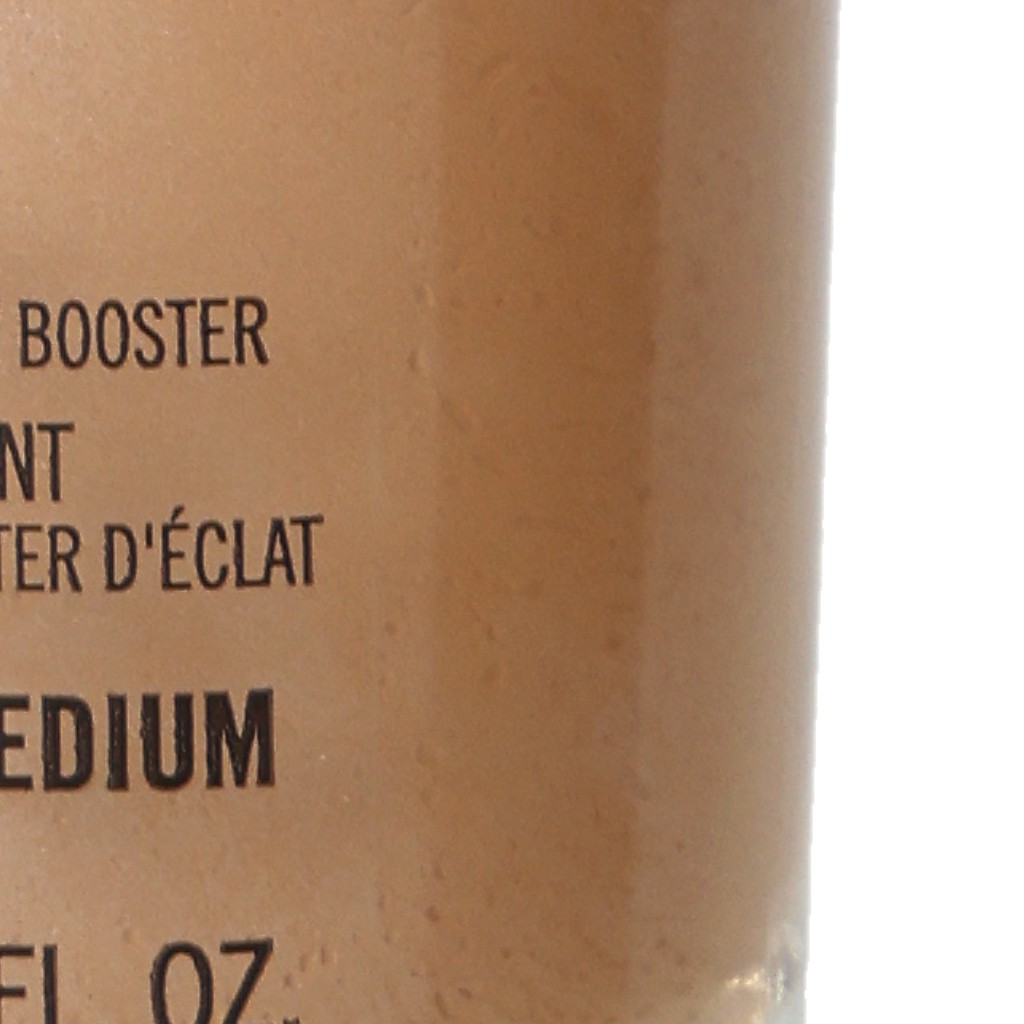 BOOSTER
NT
TER D'ÉCLAT
EDIUM
FL OZ.